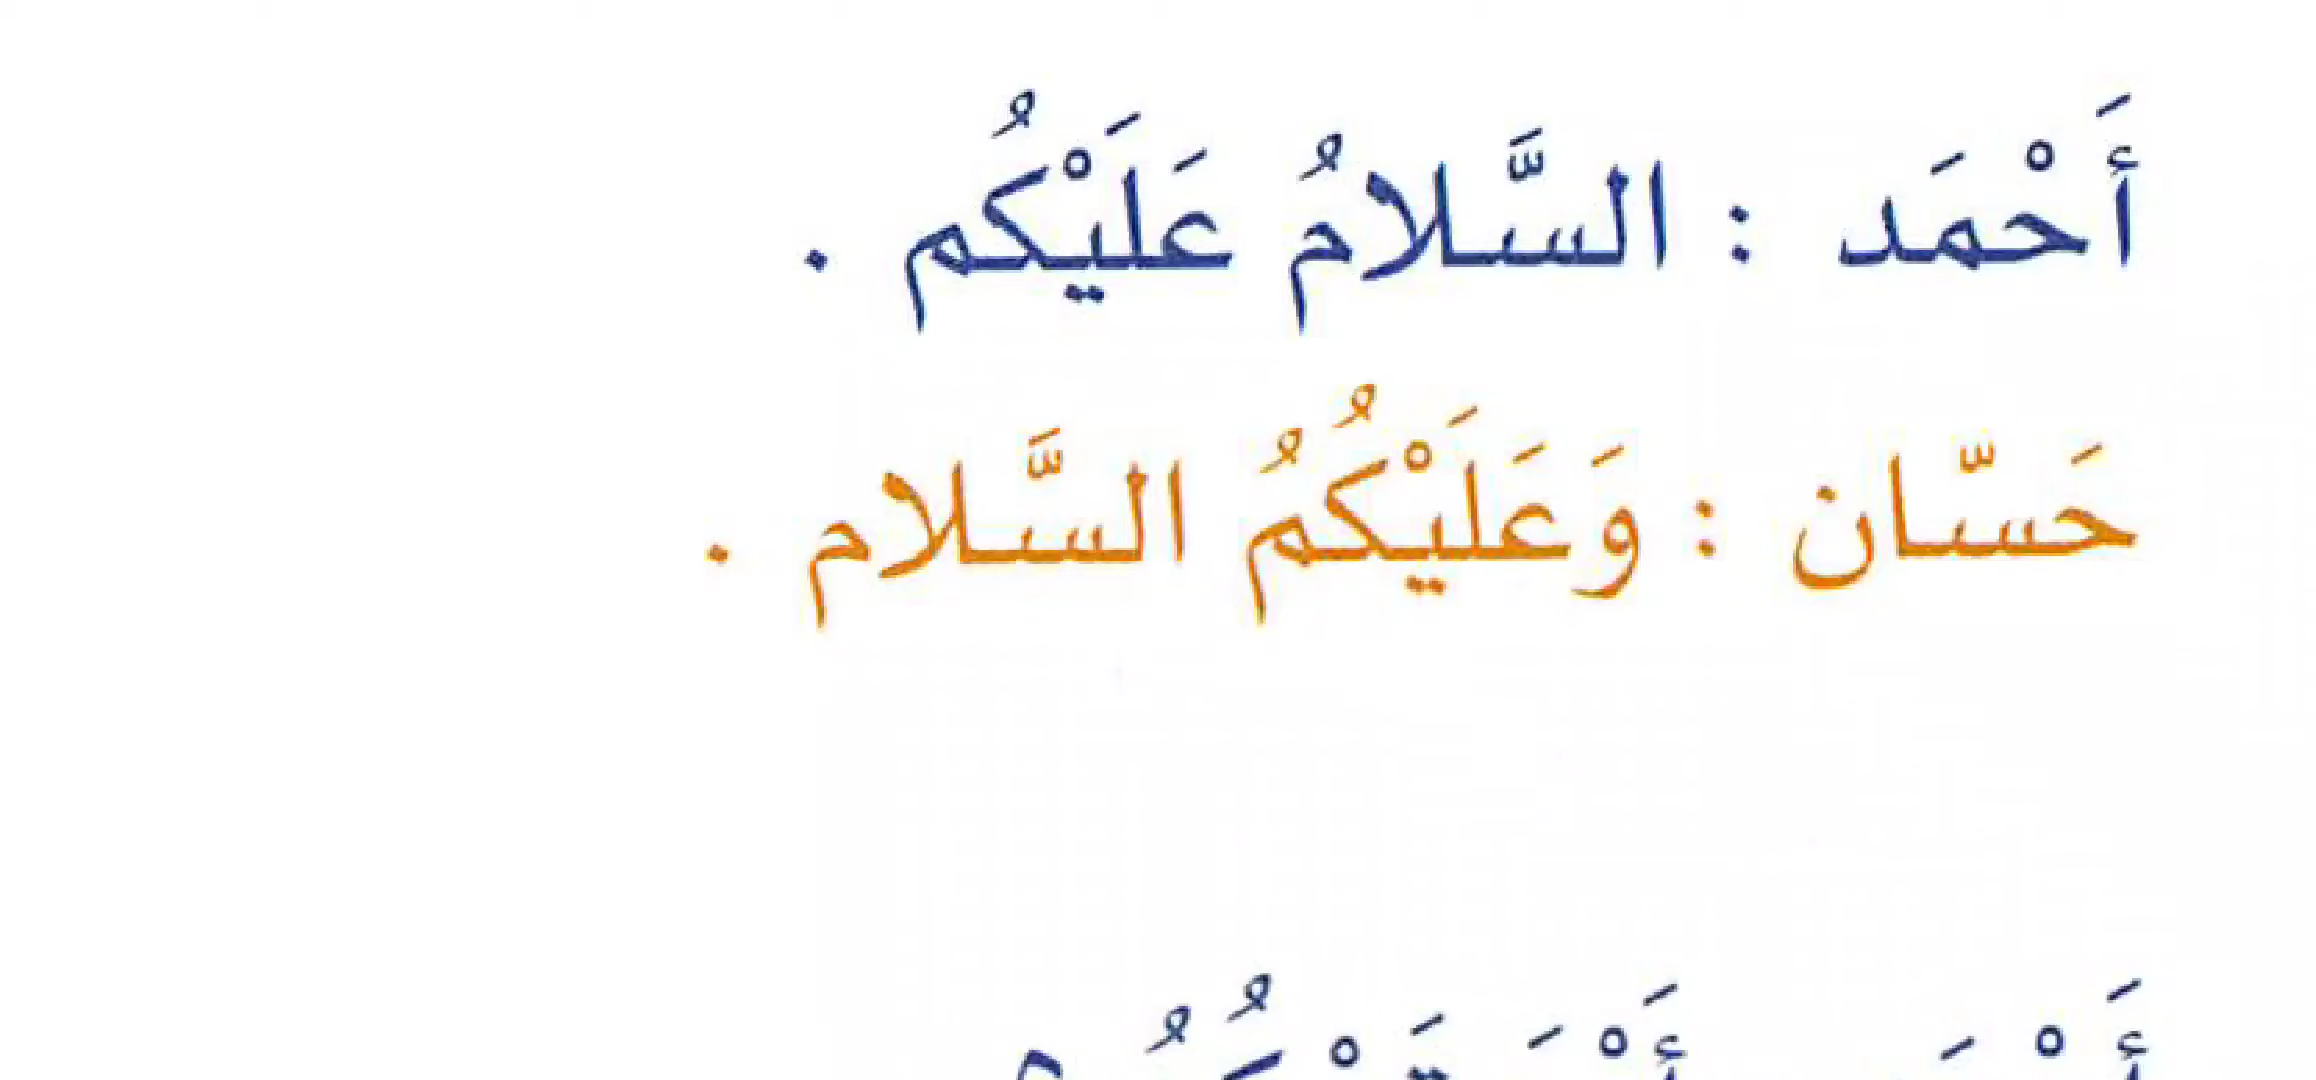 أَحْمَد : السَّلامُ عَلَيْكُم .
حَسّان : وَعَلَيْكُمُ السَّلام .